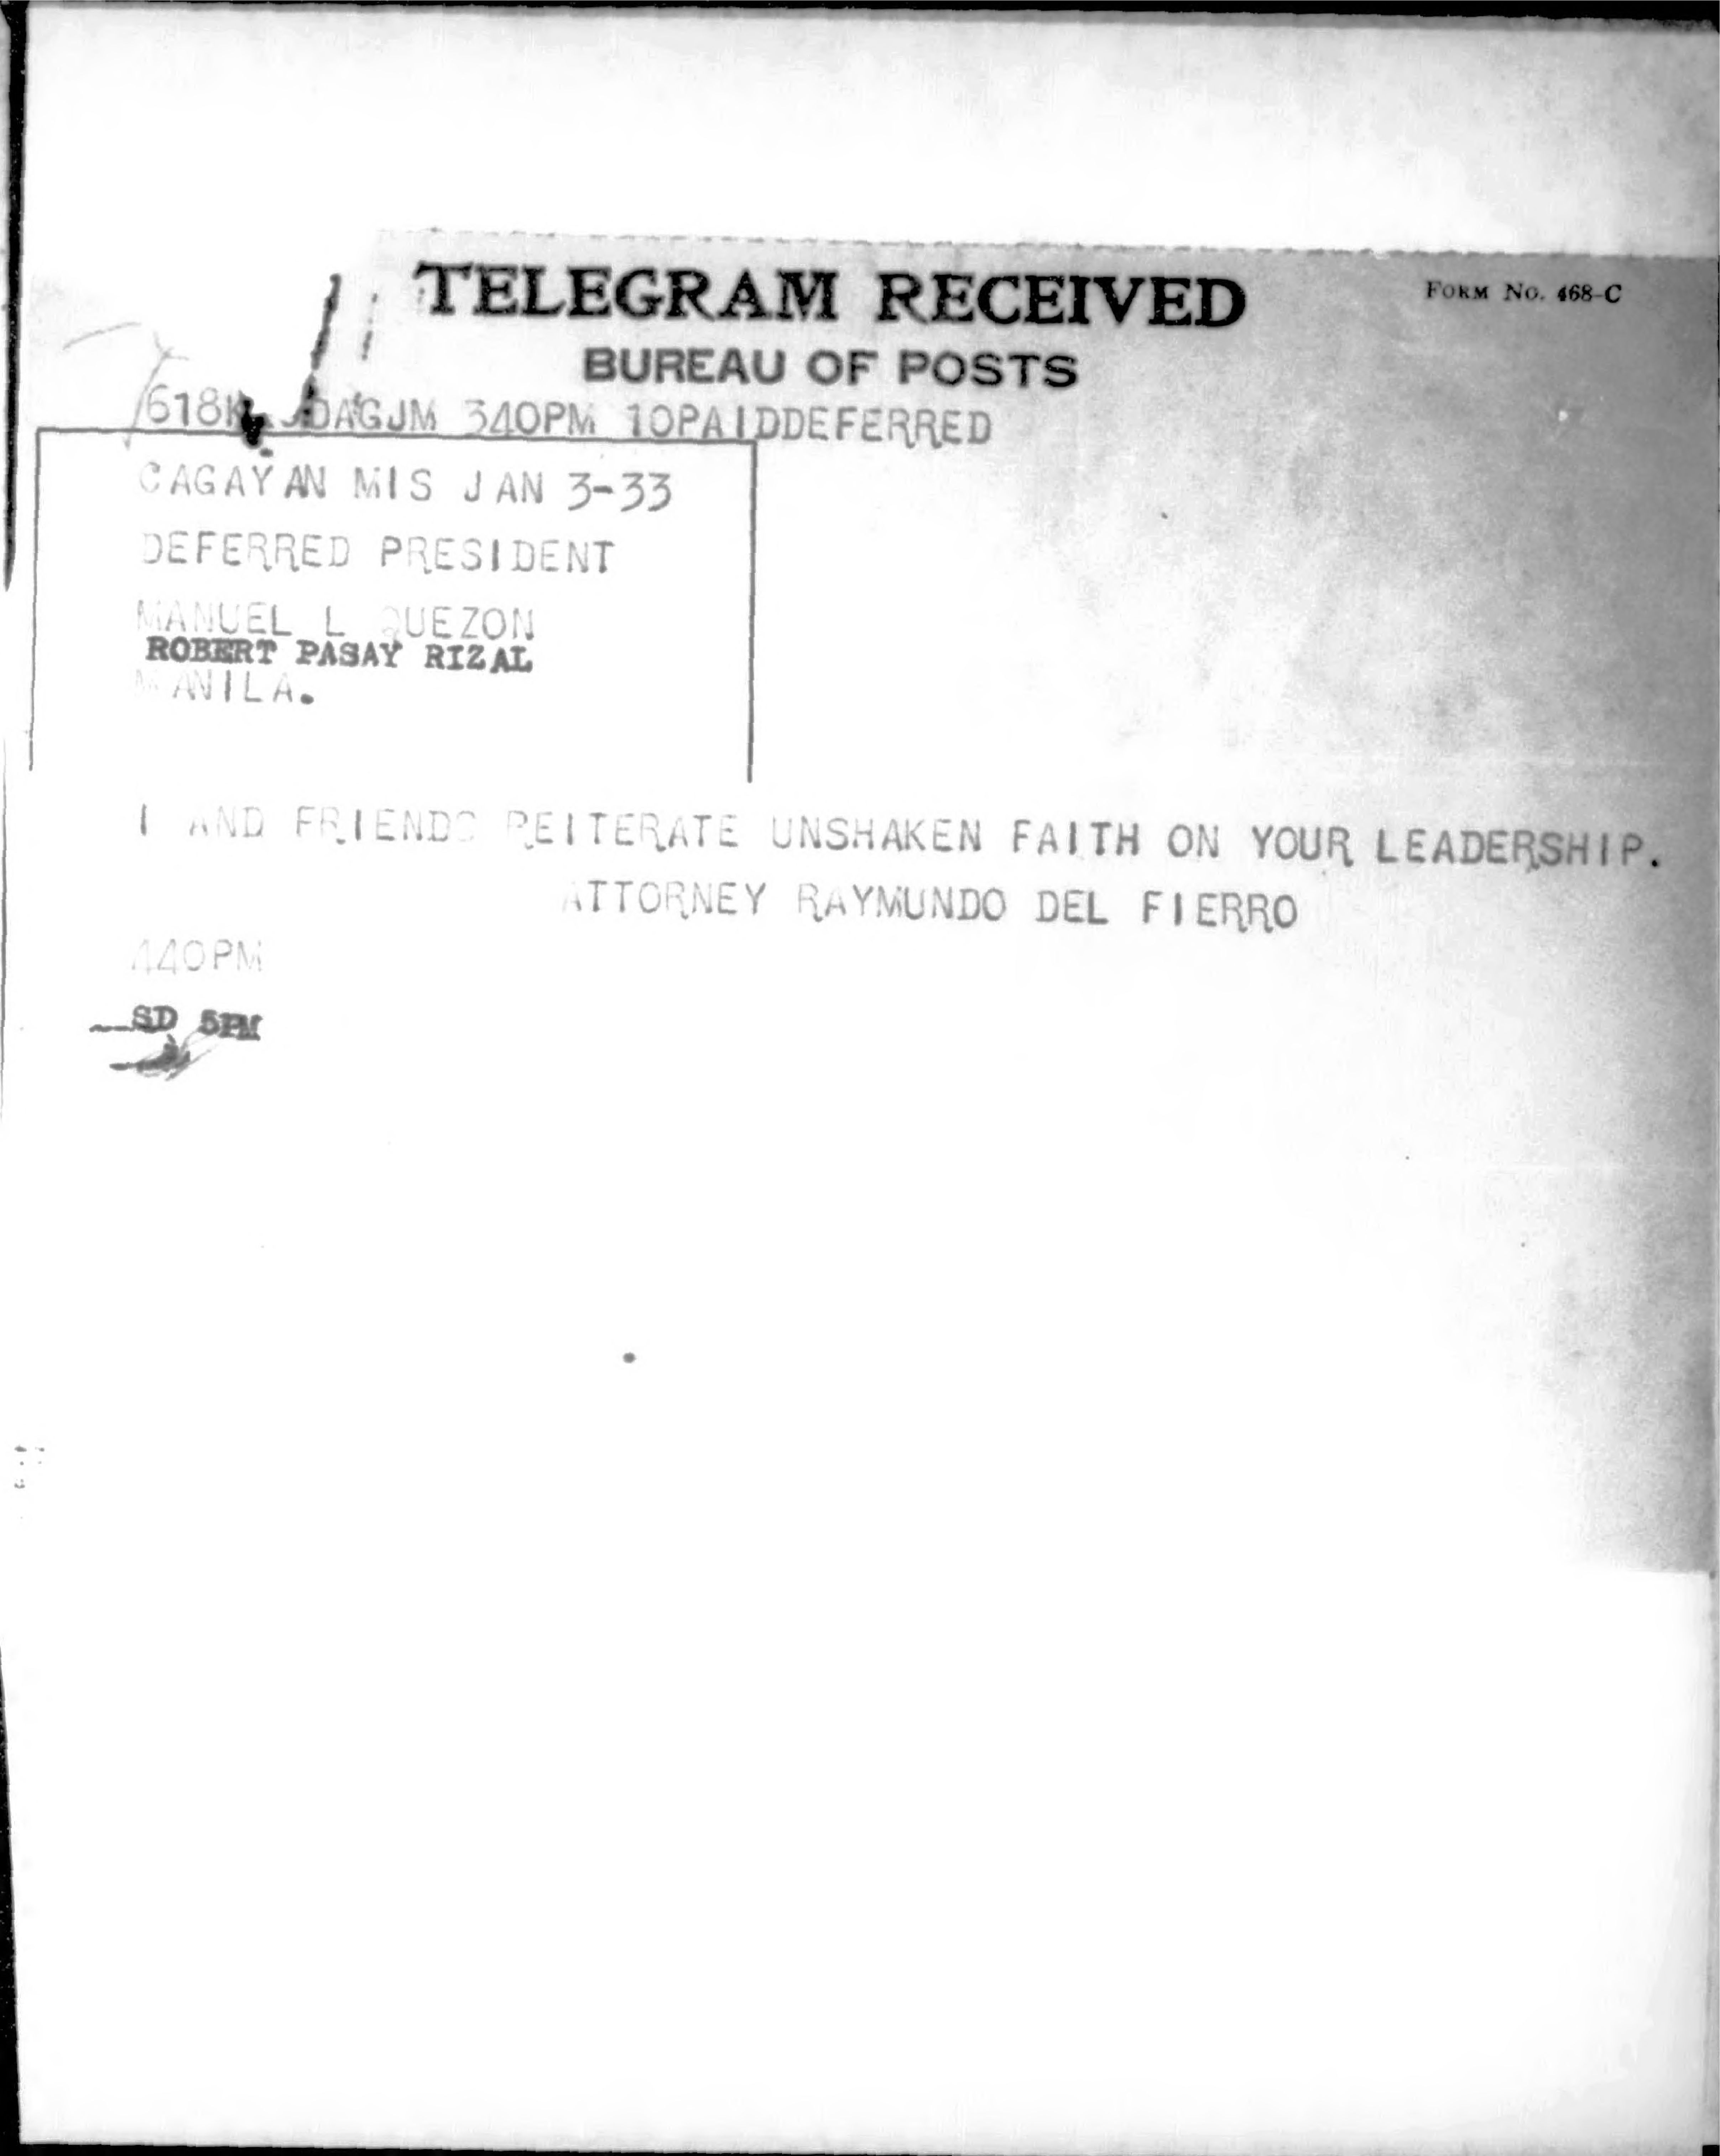 TELEGRAM RECEIVED
FORM No. 468-C
BUREAU OF POSTS
340PM 10PAIDDEFERRED
CAGAYAN MIS JAN 3-33
DEFERRED PRESIDENT
MANUEL L QUEZON
ROBERT PASAY RIZAL
MANILA.
I AND FRIENDS REITERATE UNSHAKEN FAITH ON YOUR LEADERSHIP.
ATTORNEY RAYMUNDO DEL FIERRO
440PM
SD 5PM